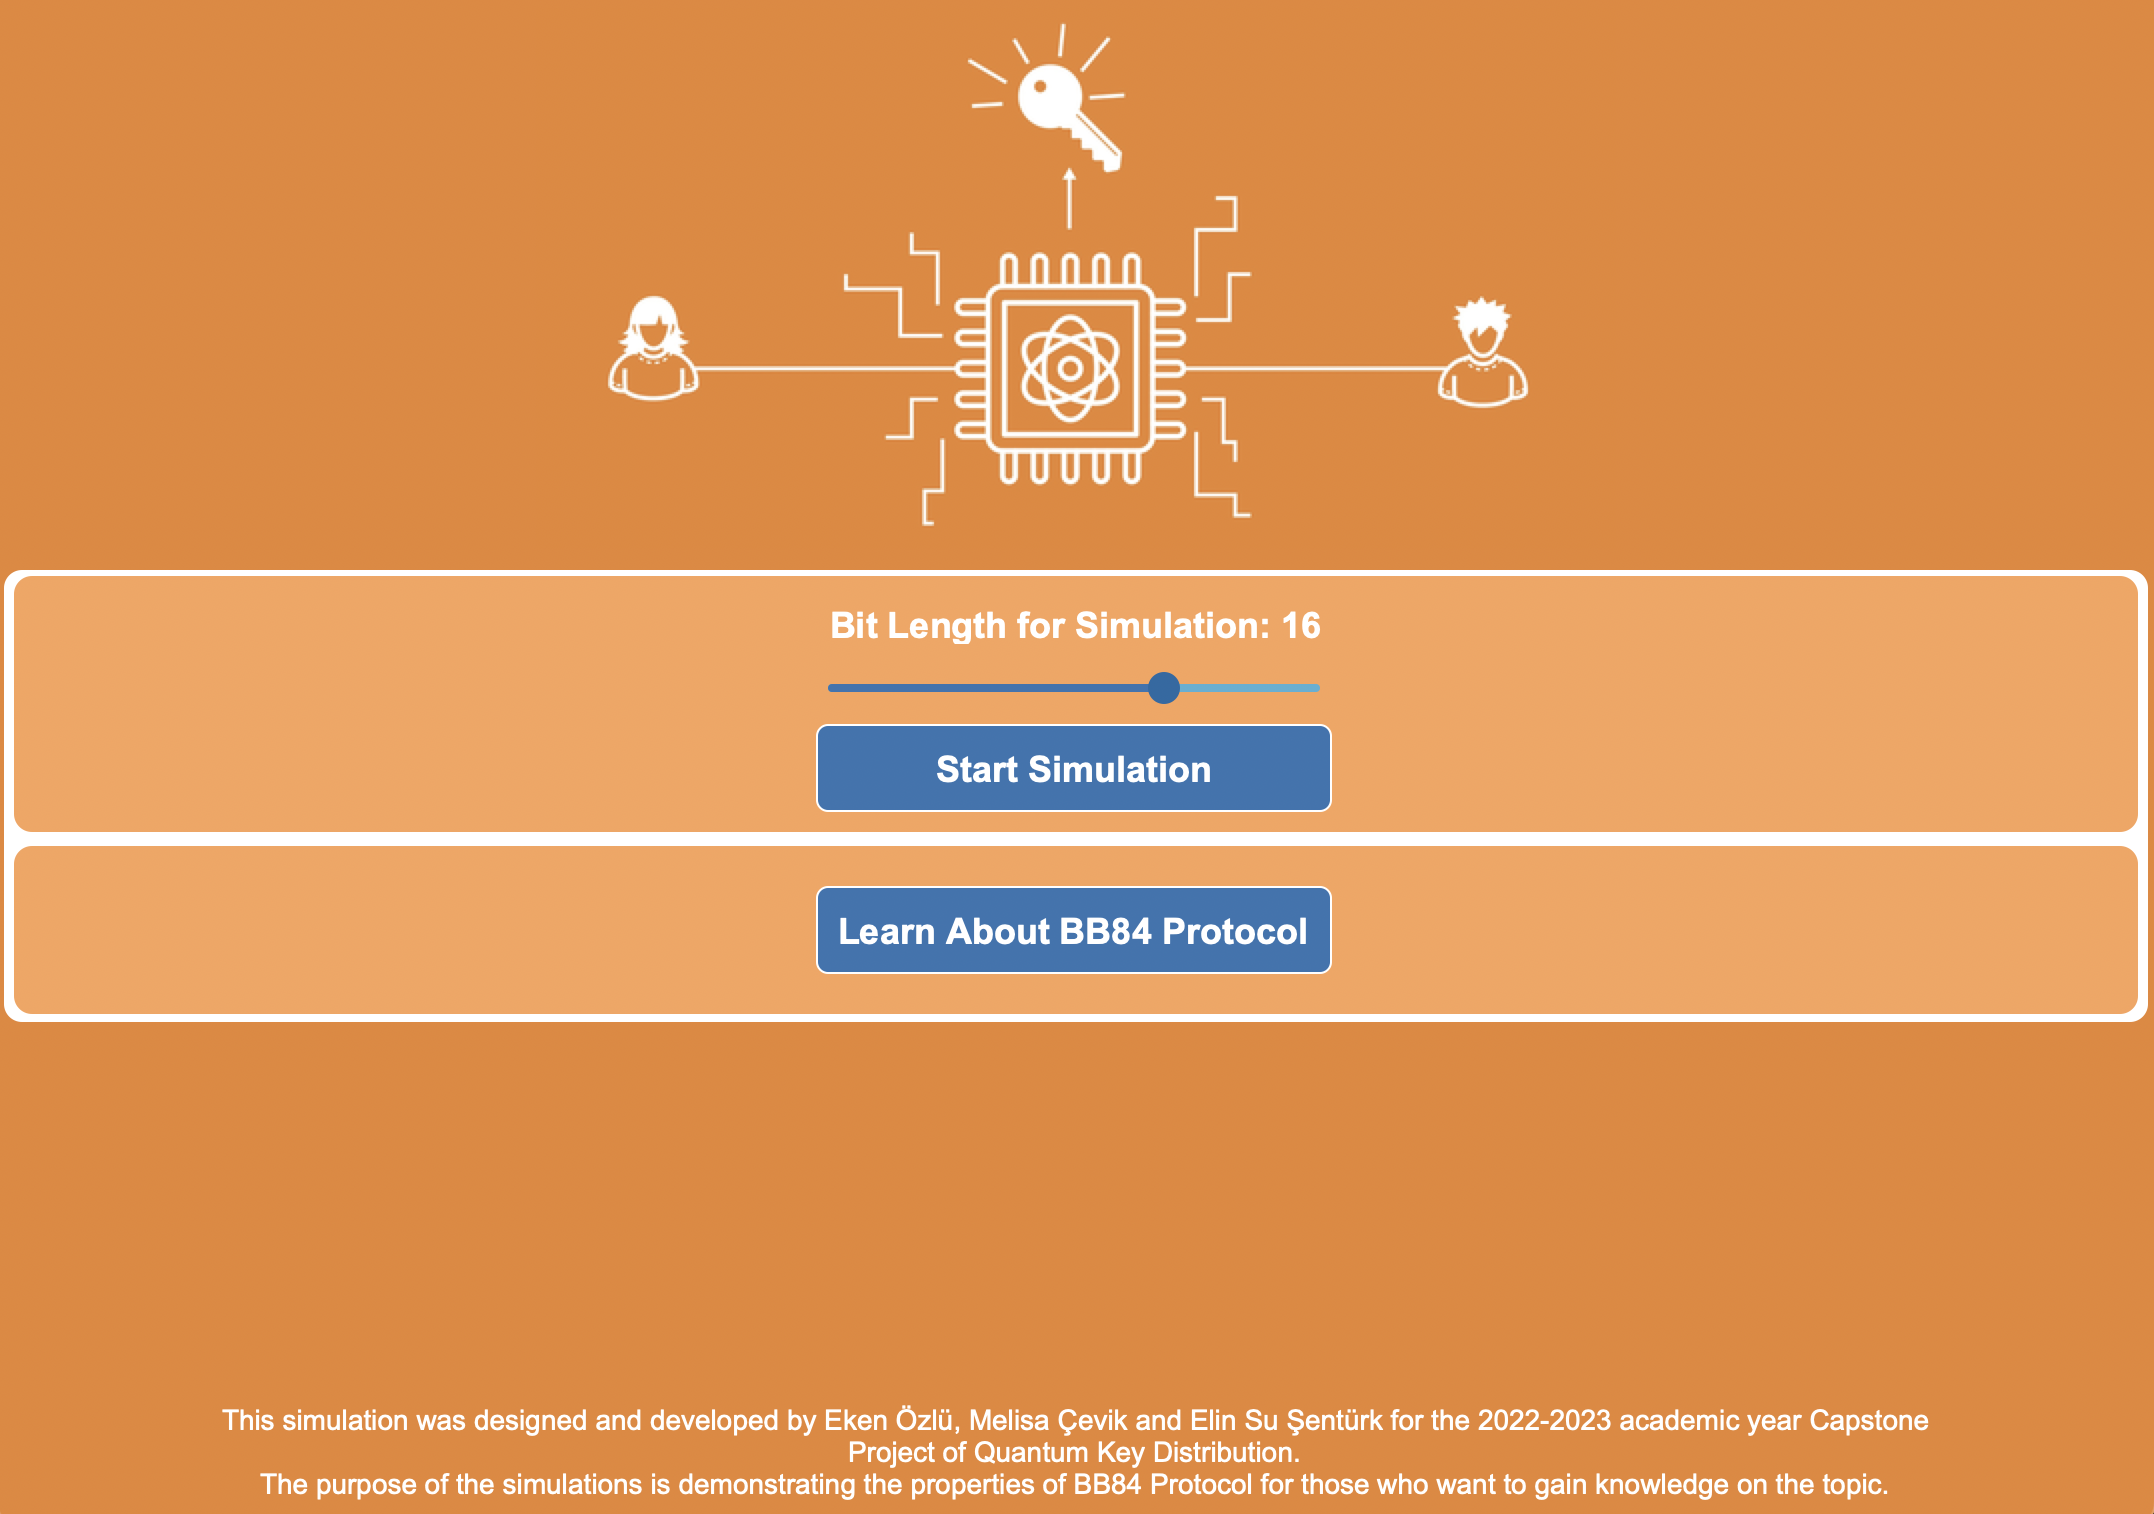 Bit Length for Simulation: 16
Start Simulation
Learn About BB84 Protocol
This simulation was designed and developed by Eken Özlü, Melisa Çevik and Elin Su Şentürk for the 2022-2023 academic year Capstone
Project of Quantum Key Distribution.
The purpose of the simulations is demonstrating the properties of BB84 Protocol for those who want to gain knowledge on the topic.